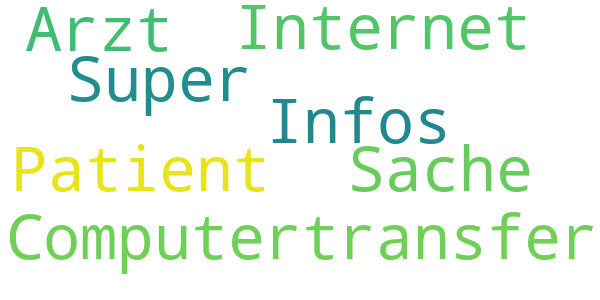 Arzt Internet
Super
Infos
Patient Sache
Computertransfer